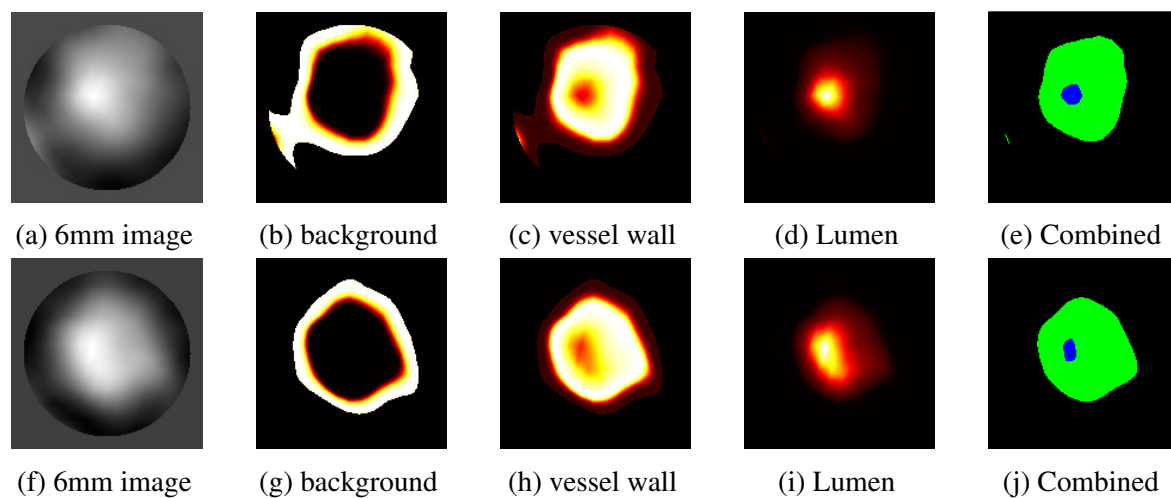 (a) 6mm image (b) background (c) vessel wall (d) Lumen (e) Combined
(f) 6mm image (g) background (h) vessel wall (i) Lumen (j) Combined